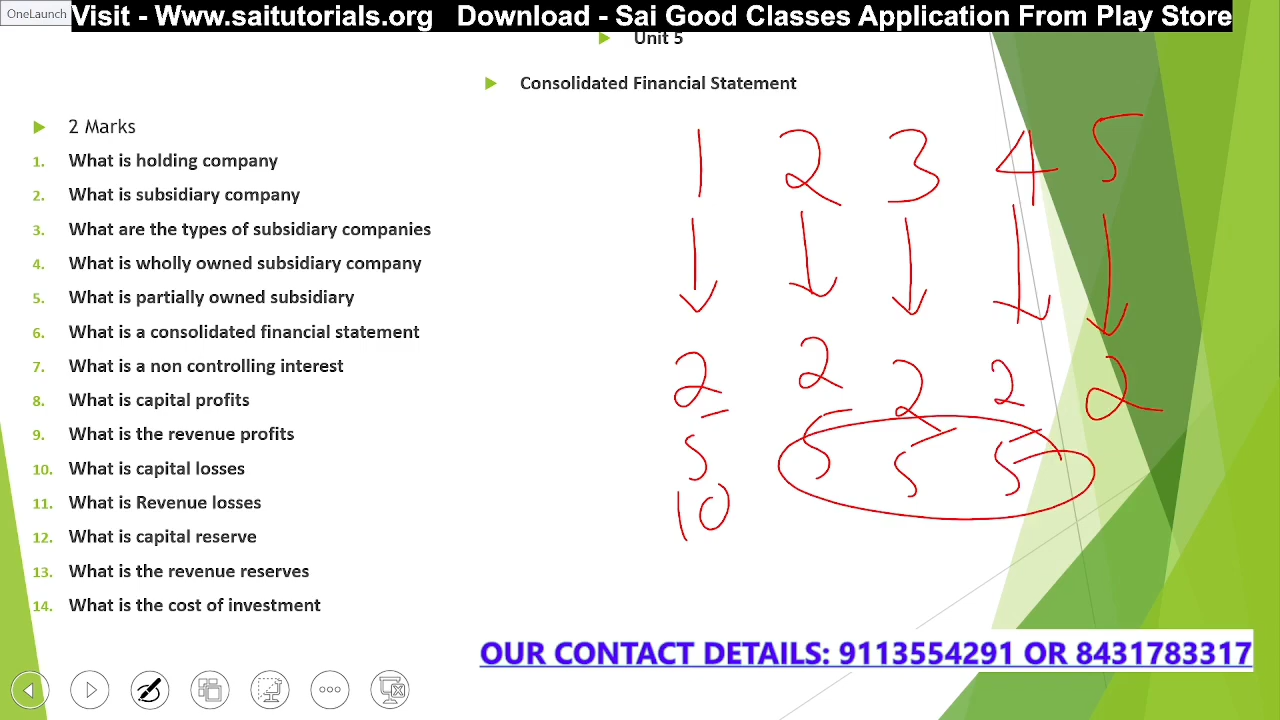 OneLaunch
Visit - Www.saitutorials.org Download - Sai Good Classes Application From Play Store
Unit 5
Consolidated Financial Statement
2 Marks
1. What is holding company
2. What is subsidiary company
3. What are the types of subsidiary companies
4. What is wholly owned subsidiary company
5. What is partially owned subsidiary
6. What is a consolidated financial statement
7. What is a non controlling interest
8. What is capital profits
9. What is the revenue profits
10. What is capital losses
11. What is Revenue losses
12. What is capital reserve
13. What is the revenue reserves
14. What is the cost of investment
1 2 3 4 5
2 2 2 2 2
5 5 5 5
10
OUR CONTACT DETAILS: 9113554291 OR 8431783317